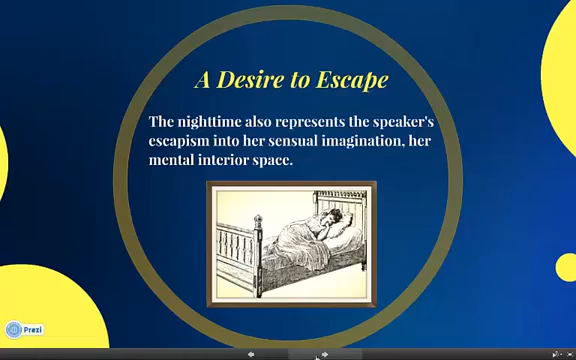 A Desire to Escape
The nighttime also represents the speaker's
escapism into her sensual imagination, her
mental interior space.
Prezi